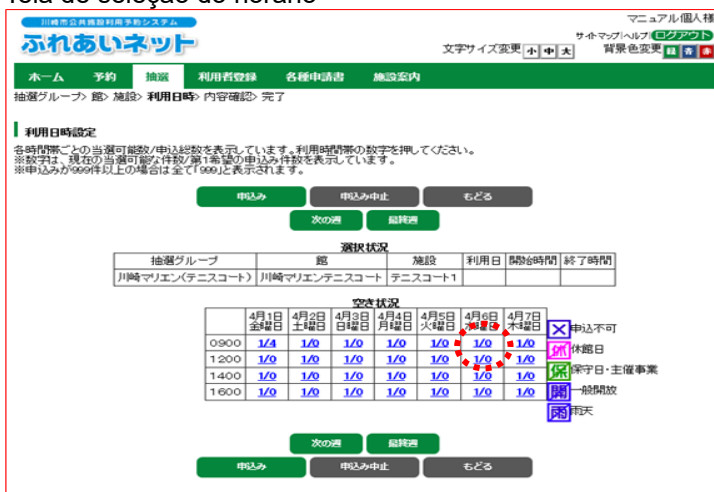 Tela de seleção de horário
川崎市公共施設利用予約システム
ふれあいネット
マニュアル個人様
サイトマップ ヘルプ ログアウト
文字サイズ変更 小 中 大 背景色変更 緑 青 赤
ホーム 予約 抽選 利用者登録 各種申請書 施設案内
抽選グループ> 館> 施設> 利用日時> 内容確認> 完了
利用日時設定
各時間帯ごとの当選可能数/申込総数を表示しています。利用時間帯の数字を押してください。
※数字は、現在の当選可能な件数/第1希望の申込み件数を表示しています。
※申込みが999件以上の場合は全て「999」と表示されます。
申込み 申込み中止 もどる
次の週 最終週
選択状況
抽選グループ 館 施設 利用日 開始時間 終了時間
川崎マリエン(テニスコート) 川崎マリエンテニスコート テニスコート1
空き状況
4月1日 4月2日 4月3日 4月4日 4月5日 4月6日 4月7日
金曜日 土曜日 日曜日 月曜日 火曜日 水曜日 木曜日
0900 1/4 1/0 1/0 1/0 1/0 1/0 1/0
1200 1/0 1/0 1/0 1/0 1/0 1/0 1/0
1400 1/0 1/0 1/0 1/0 1/0 1/0 1/0
1600 1/0 1/0 1/0 1/0 1/0 1/0 1/0
申込不可
休 休館日
保 保守日・主催事業
開 一般開放
雨 雨天
次の週 最終週
申込み 申込み中止 もどる